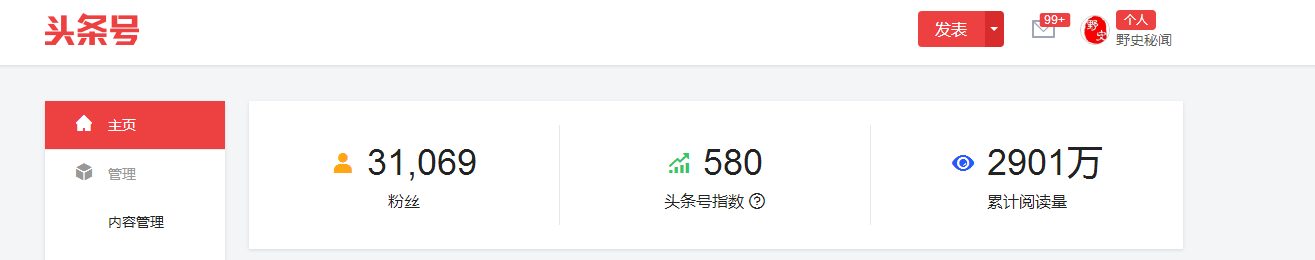 头条号
发表
99+
野史
个人
野史秘闻
主页
管理
内容管理
31,069
粉丝
580
头条号指数
2901万
累计阅读量